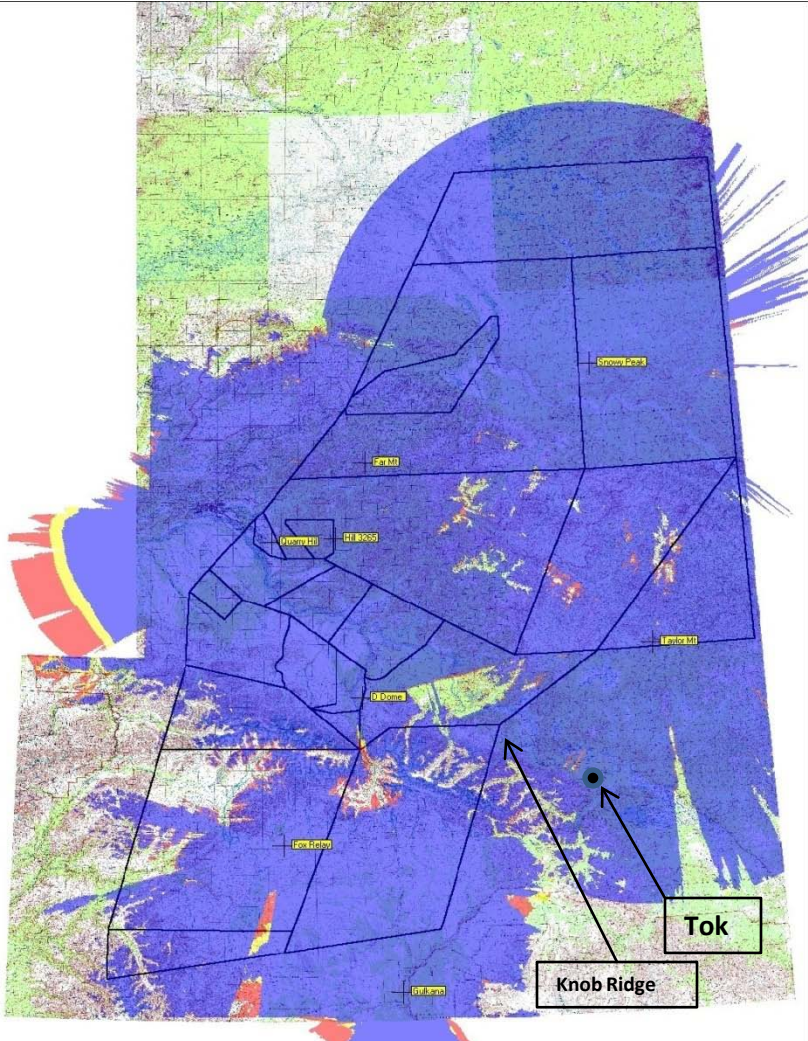 Snowy Peak
Far Mt
Quarry Hill
Hill 3265
Taylor Mt
D Dome
Fox Relay
Tok
Knob Ridge
Gulkana